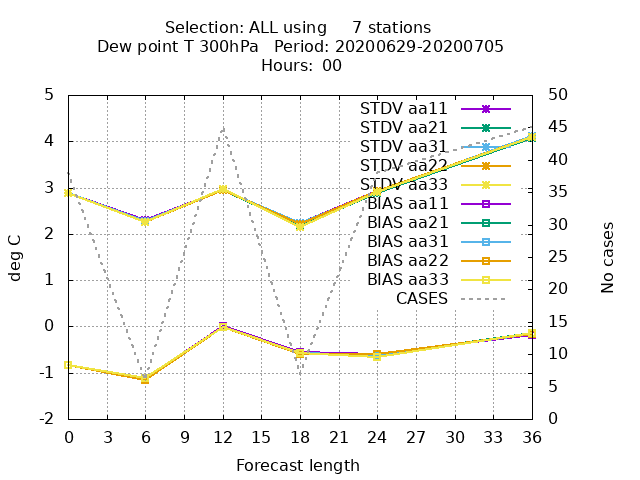 Selection: ALL using     7 stations
Dew point T 300hPa   Period: 20200629-20200705
Hours: 00
5
4
3
2
1
0
-1
-2
deg C
50
45
40
35
30
25
20
15
10
5
0
No cases
STDV aa11
STDV aa21
STDV aa31
STDV aa22
STDV aa33
BIAS aa11
BIAS aa21
BIAS aa31
BIAS aa22
BIAS aa33
CASES
0 3 6 9 12 15 18 21 24 27 30 33 36
Forecast length